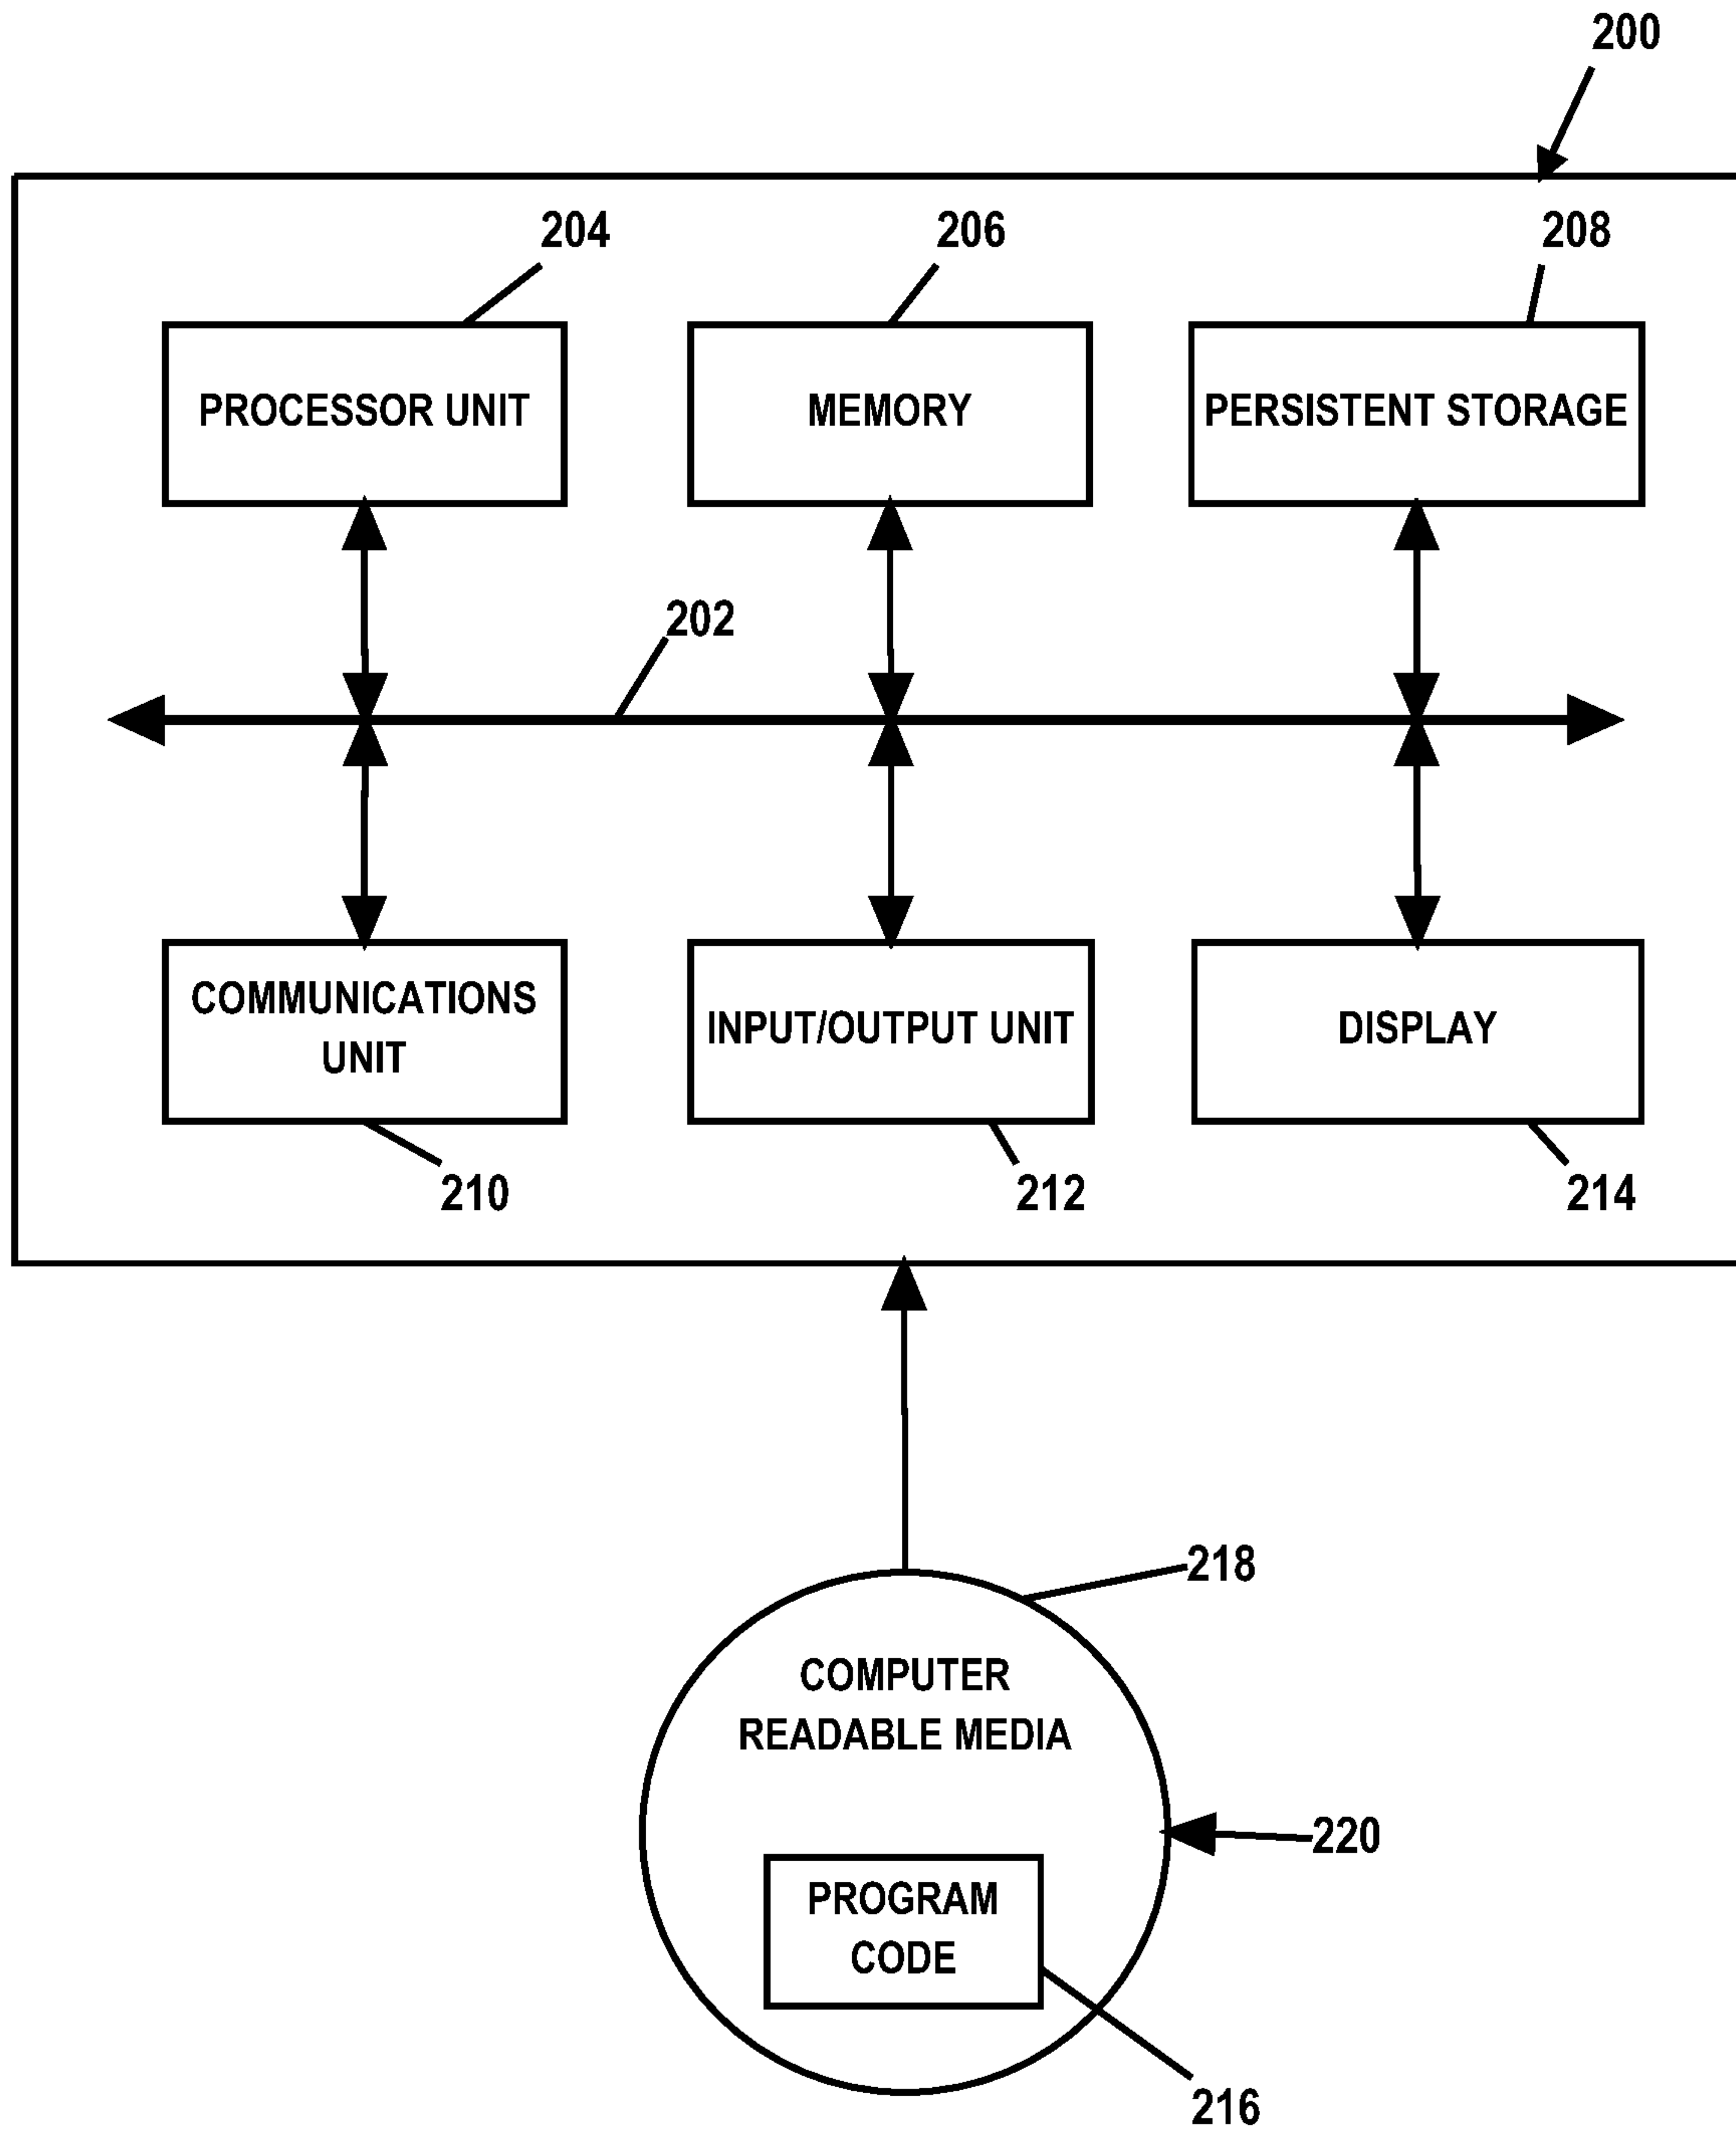 200
204
206
208
PROCESSOR UNIT
MEMORY
PERSISTENT STORAGE
202
COMMUNICATIONS
UNIT
INPUT/OUTPUT UNIT
DISPLAY
210
212
214
218
COMPUTER
READABLE MEDIA
220
PROGRAM
CODE
216